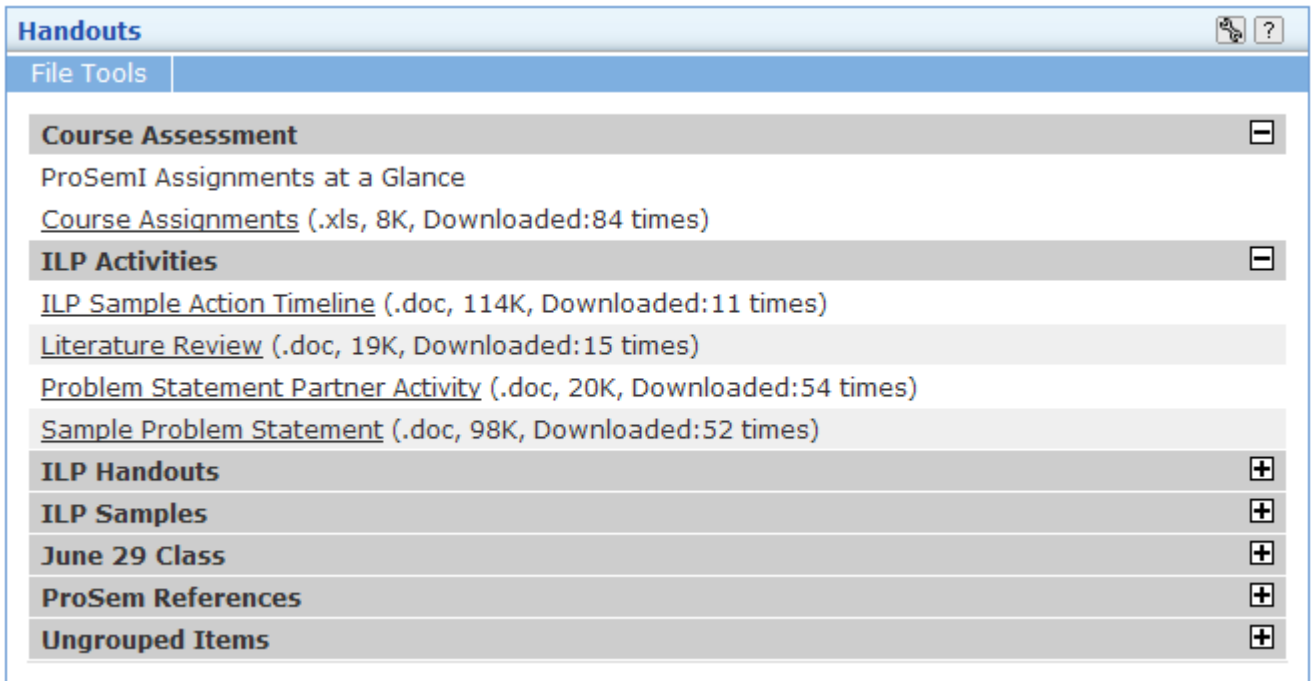 Handouts
?
File Tools
Course Assessment
ProSemI Assignments at a Glance
Course Assignments (.xls, 8K, Downloaded:84 times)
ILP Activities
ILP Sample Action Timeline (.doc, 114K, Downloaded:11 times)
Literature Review (.doc, 19K, Downloaded:15 times)
Problem Statement Partner Activity (.doc, 20K, Downloaded:54 times)
Sample Problem Statement (.doc, 98K, Downloaded:52 times)
ILP Handouts
ILP Samples
June 29 Class
ProSem References
Ungrouped Items